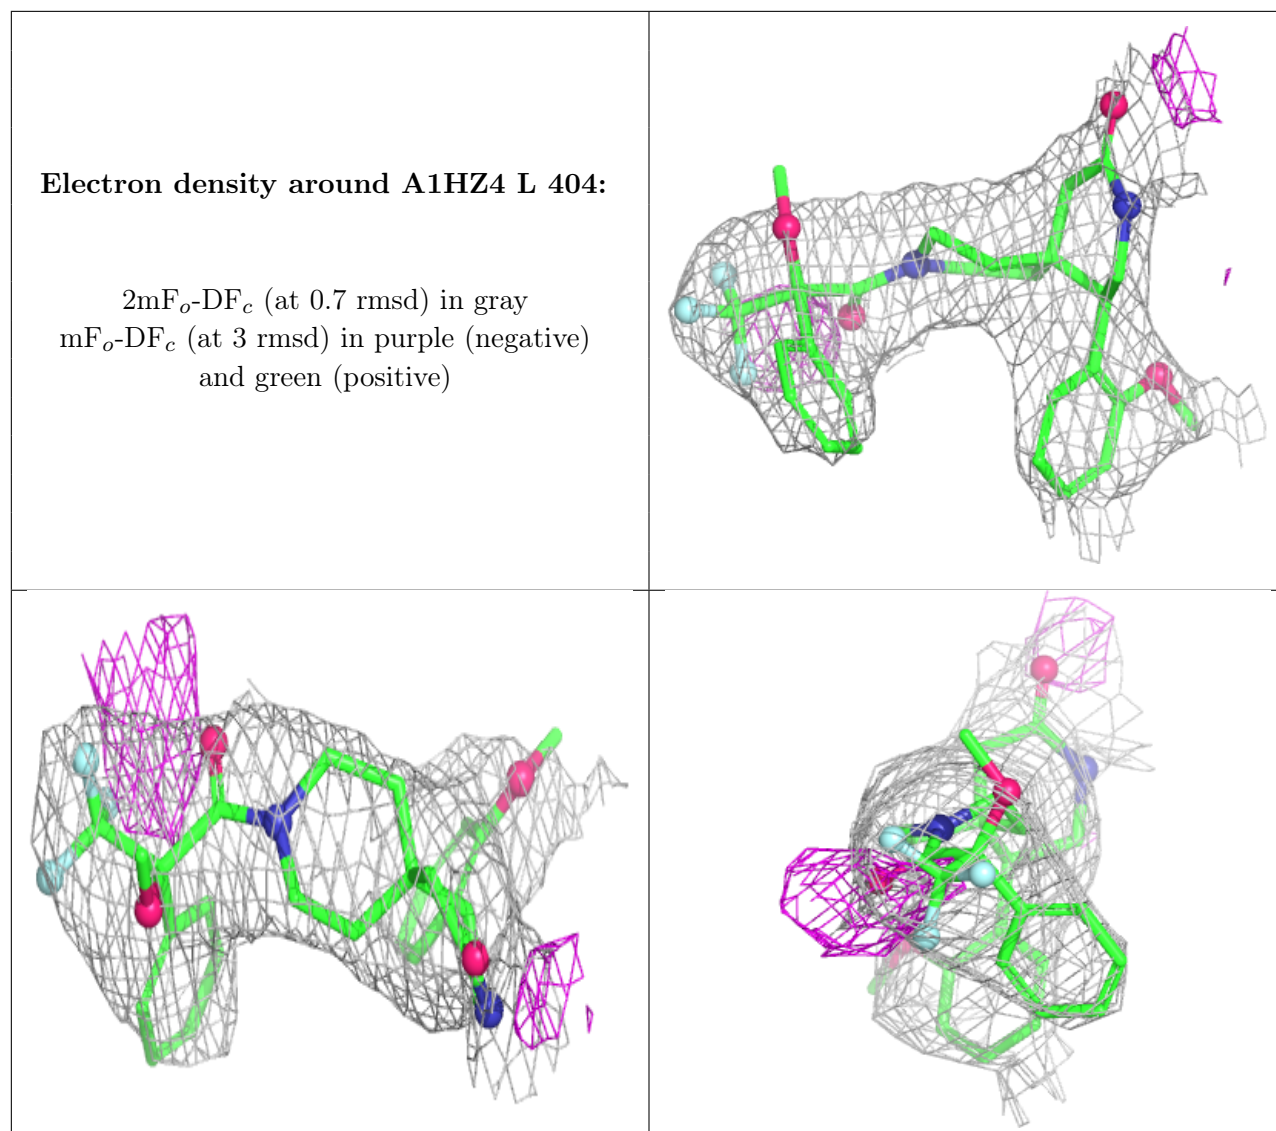 Electron density around A1HZ4 L 404:
2mFo-DFc (at 0.7 rmsd) in gray
mFo-DFc (at 3 rmsd) in purple (negative)
and green (positive)